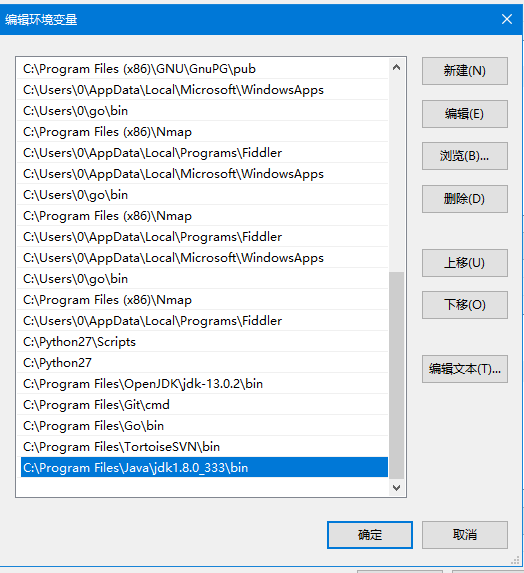 编辑环境变量
C:\Program Files (x86)\GNU\GnuPG\pub
C:\Users\0\AppData\Local\Microsoft\WindowsApps
C:\Users\0\go\bin
C:\Program Files (x86)\Nmap
C:\Users\0\AppData\Local\Programs\Fiddler
C:\Users\0\AppData\Local\Microsoft\WindowsApps
C:\Users\0\go\bin
C:\Program Files (x86)\Nmap
C:\Users\0\AppData\Local\Programs\Fiddler
C:\Users\0\AppData\Local\Microsoft\WindowsApps
C:\Users\0\go\bin
C:\Program Files (x86)\Nmap
C:\Users\0\AppData\Local\Programs\Fiddler
C:\Python27\Scripts
C:\Python27
C:\Program Files\OpenJDK\jdk-13.0.2\bin
C:\Program Files\Git\cmd
C:\Program Files\Go\bin
C:\Program Files\TortoiseSVN\bin
C:\Program Files\Java\jdk1.8.0_333\bin
新建(N)
编辑(E)
浏览(B)...
删除(D)
上移(U)
下移(O)
编辑文本(T)...
确定
取消